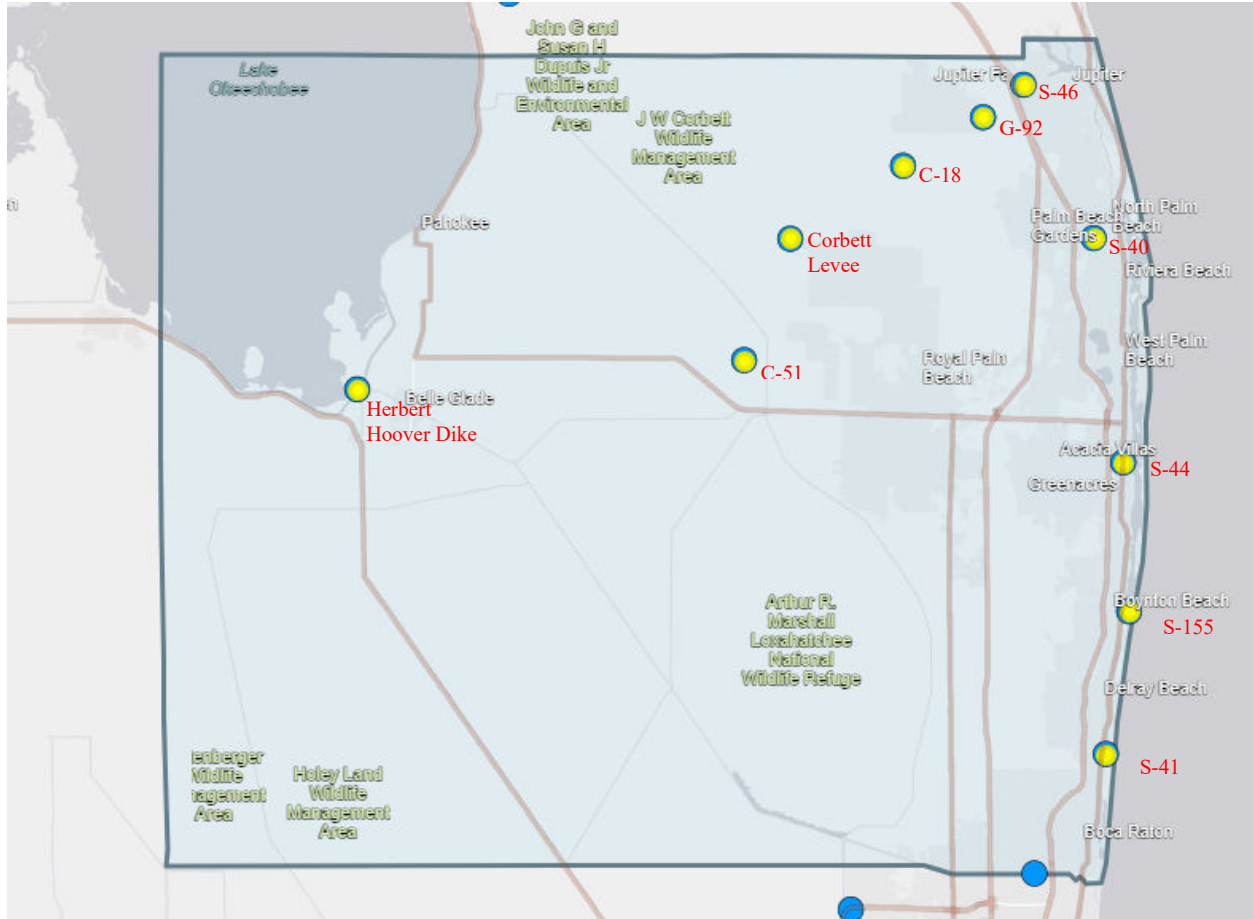 John G and
Susan H
Dupuis Jr
Wildlife and
Environmental
Area
Lake
Okeechobee
Jupiter Fa
Jupiter
S-46
G-92
J W Corbett
Wildlife
Management
Area
C-18
Pahokee
North Palm
Beach
Palm Beach
Gardens
Corbett
Levee
S-40
Riviera Beach
West Palm
Beach
Royal Palm
Beach
C-51
Belle Glade
Herbert
Hoover Dike
Acacia Villas
S-44
Greenacres
Arthur R.
Marshall
Loxahatchee
National
Wildlife Refuge
Boynton Beach
S-155
Delray Beach
enberger
Wildlife
nagement
Area
Holey Land
Wildlife
Management
Area
S-41
Boca Raton